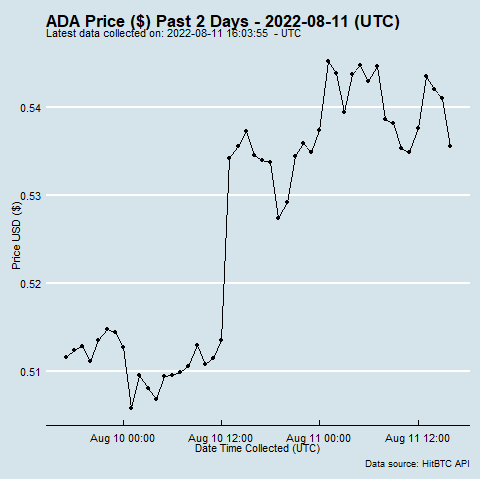 ADA Price ($) Past 2 Days - 2022-08-11 (UTC)
Latest data collected on: 2022-08-11 16:03:55  - UTC
0.54
0.53
Price USD ($)
0.52
0.51
Aug 10 00:00
Aug 10 12:00
Aug 11 00:00
Aug 11 12:00
Date Time Collected (UTC)
Data source: HitBTC API